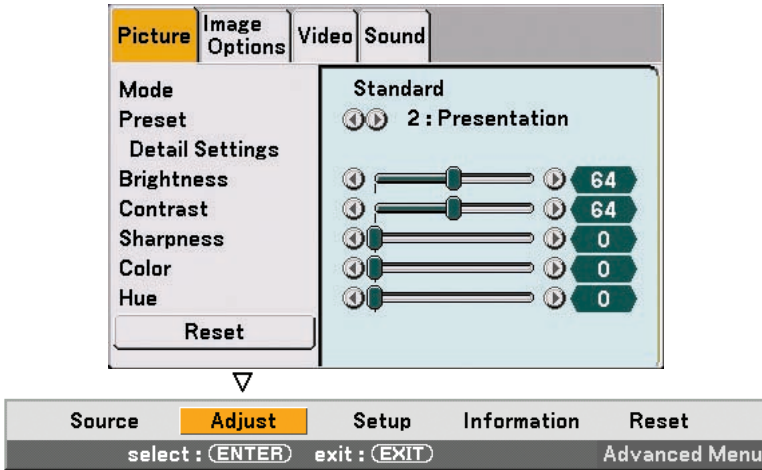 Picture Image Options Video Sound
Mode Standard
Preset 2 : Presentation
Detail Settings
Brightness 64
Contrast 64
Sharpness 0
Color 0
Hue 0
Reset
Source Adjust Setup Information Reset
select : ENTER exit : EXIT Advanced Menu